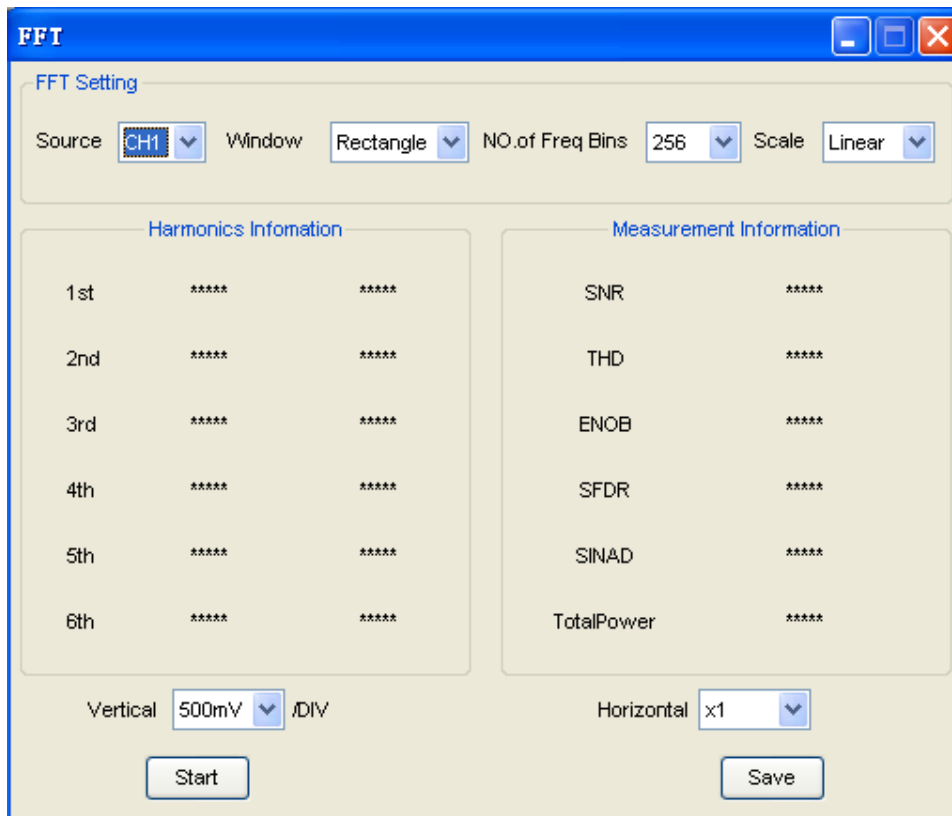 FFT
FFT Setting
Source CH1 Window Rectangle NO.of Freq Bins 256 Scale Linear
Harmonics Infomation
1st ***** *****
2nd ***** *****
3rd ***** *****
4th ***** *****
5th ***** *****
6th ***** *****
Measurement Information
SNR *****
THD *****
ENOB *****
SFDR *****
SINAD *****
TotalPower *****
Vertical 500mV /DIV
Horizontal x1
Start
Save